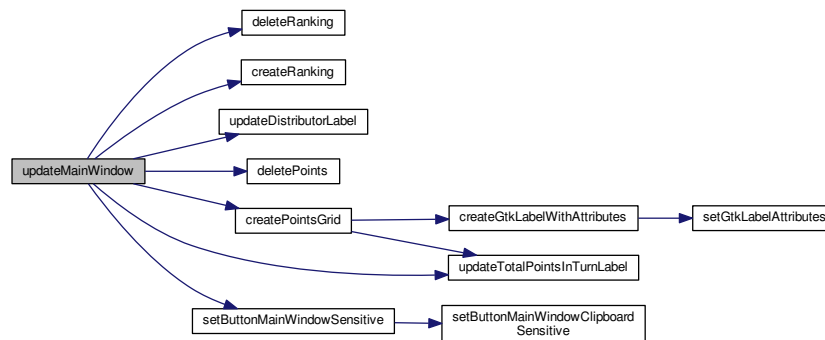 deleteRanking
createRanking
updateDistributorLabel
updateMainWindow
deletePoints
createPointsGrid
createGtkLabelWithAttributes
setGtkLabelAttributes
updateTotalPointsInTurnLabel
setButtonMainWindowSensitive
setButtonMainWindowClipboard
Sensitive